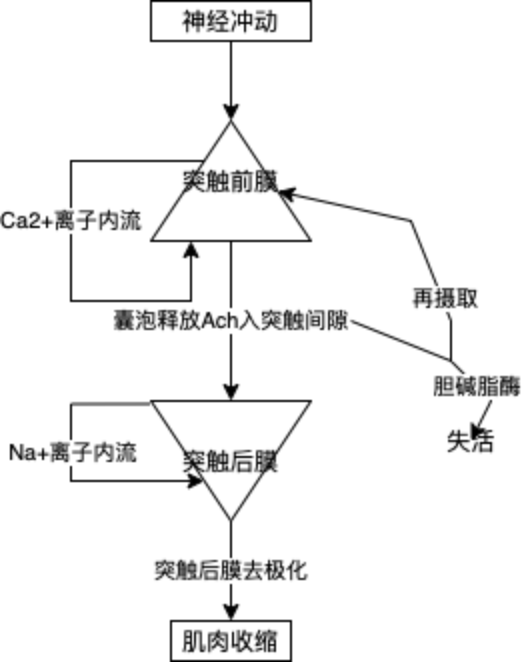 神经冲动
突触前膜
Ca2+离子内流
再摄取
囊泡释放Ach入突触间隙
胆碱脂酶
失活
Na+离子内流
突触后膜
突触后膜去极化
肌肉收缩